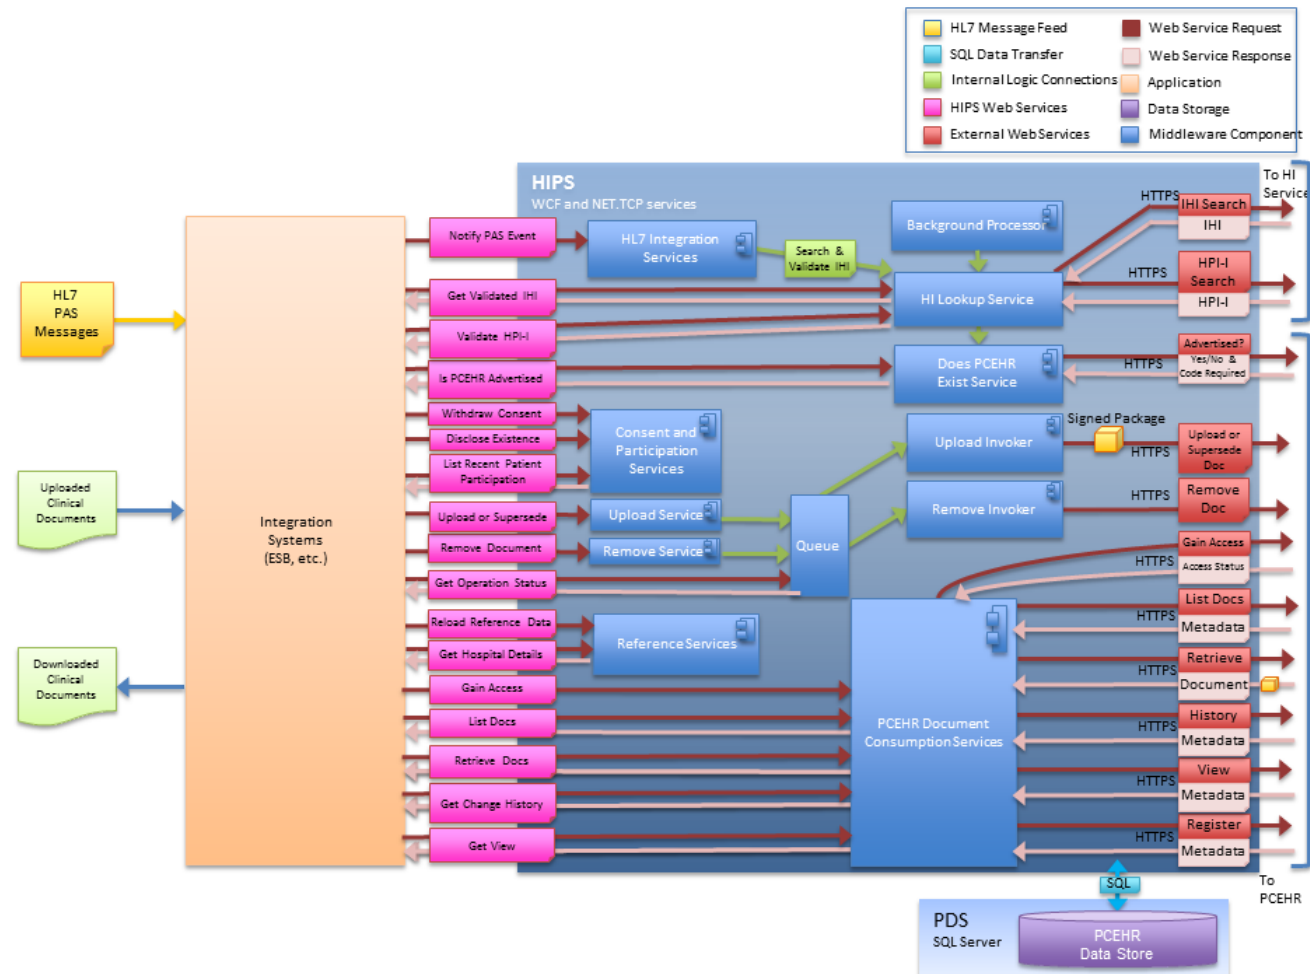 HL7 Message Feed
SQL Data Transfer
Internal Logic Connections
HIPS Web Services
External Web Services
Web Service Request
Web Service Response
Application
Data Storage
Middleware Component
HIPS
WCF and NET.TCP services
To HI
Service
HL7
PAS
Messages
Uploaded
Clinical
Documents
Downloaded
Clinical
Documents
Integration
Systems
(ESB, etc.)
Notify PAS Event
Get Validated IHI
Validate HPI-I
Is PCEHR Advertised
Withdraw Consent
Disclose Existence
List Recent Patient
Participation
Upload or Supersede
Remove Document
Get Operation Status
Reload Reference Data
Get Hospital Details
Gain Access
List Docs
Retrieve Docs
Get Change History
Get View
HL7 Integration
Services
Search &
Validate IHI
Background Processor
HI Lookup Service
Does PCEHR
Exist Service
Consent and
Participation
Services
Upload Service
Remove Service
Queue
Upload Invoker
Remove Invoker
Signed Package
Reference Services
PCEHR Document
Consumption Services
HTTPS
IHI Search
IHI
HTTPS
HPI-I
Search
HPI-I
HTTPS
Advertised?
Yes/No &
Code Required
HTTPS
Upload or
Supersede
Doc
HTTPS
Remove
Doc
HTTPS
Gain Access
Access Status
HTTPS
List Docs
Metadata
HTTPS
Retrieve
Document
HTTPS
History
Metadata
HTTPS
View
Metadata
HTTPS
Register
Metadata
To
PCEHR
SQL
PDS
SQL Server
PCEHR
Data Store